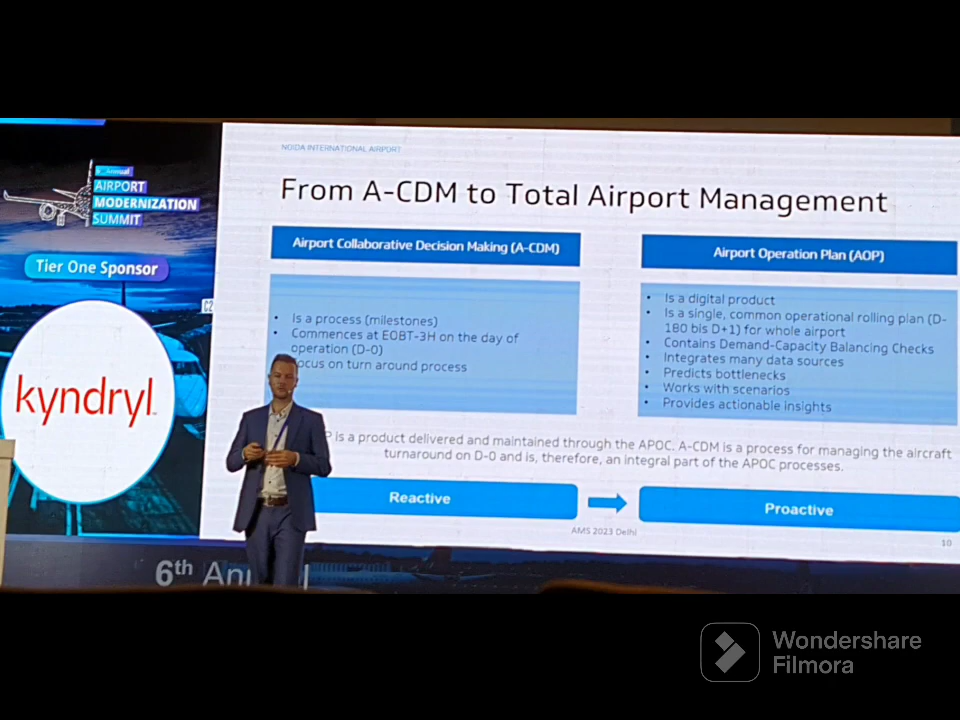 NOIDA INTERNATIONAL AIRPORT
From A-CDM to Total Airport Management
Annual
AIRPORT
MODERNIZATION
SUMMIT
Tier One Sponsor
kyndryl
Airport Collaborative Decision Making (A-CDM)
• Is a process (milestones)
• Commences at EOBT-3H on the day of
operation (D-0)
ocus on turn around process
Airport Operation Plan (AOP)
• Is a digital product
• Is a single, common operational rolling plan (D-
180 bis D+1) for whole airport
• Contains Demand-Capacity Balancing Checks
• Integrates many data sources
• Predicts bottlenecks
• Works with scenarios
• Provides actionable insights
P is a product delivered and maintained through the APOC. A-CDM is a process for managing the aircraft
turnaround on D-0 and is, therefore, an integral part of the APOC processes.
Reactive
Proactive
AMS 2023 Delhi
10
6th An
Wondershare
Filmora